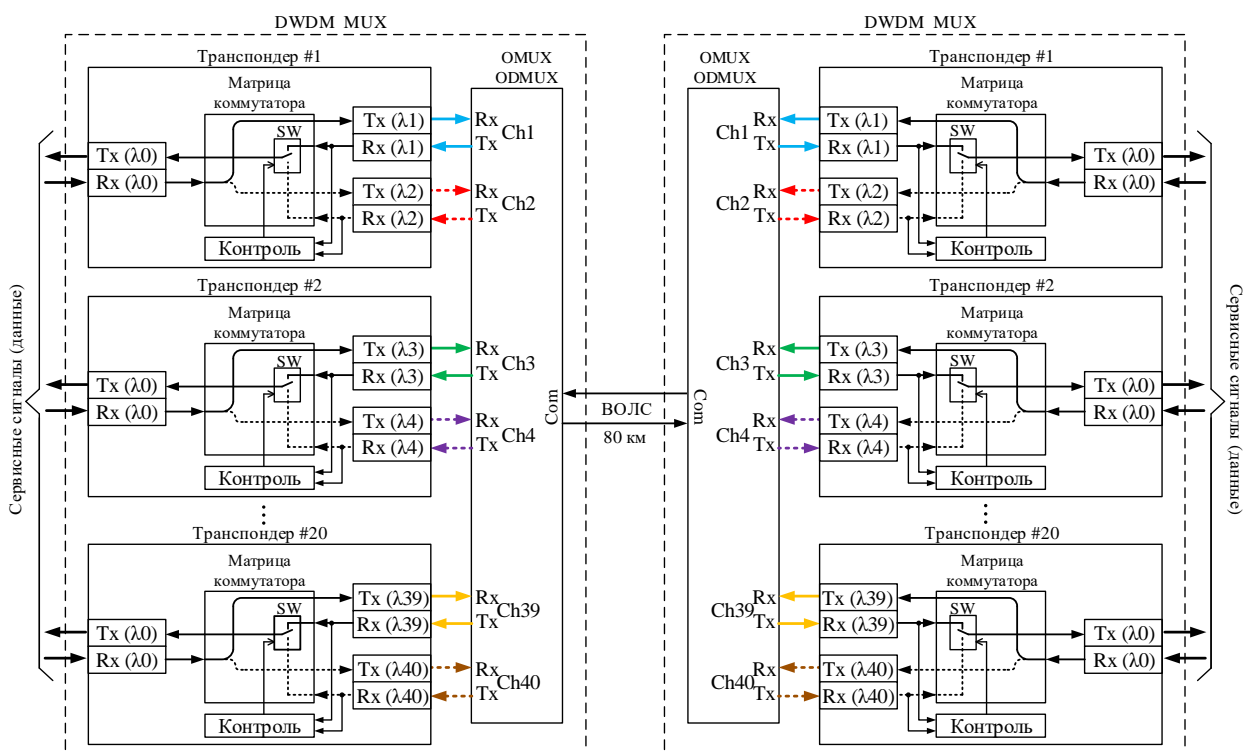 DWDM MUX
Транспондер #1
Матрица
коммутатора
SW
Tx (λ0)
Rx (λ0)
Tx (λ1)
Rx (λ1)
Tx (λ2)
Rx (λ2)
Контроль
Транспондер #2
Матрица
коммутатора
SW
Tx (λ0)
Rx (λ0)
Tx (λ3)
Rx (λ3)
Tx (λ4)
Rx (λ4)
Контроль
Транспондер #20
Матрица
коммутатора
SW
Tx (λ0)
Rx (λ0)
Tx (λ39)
Rx (λ39)
Tx (λ40)
Rx (λ40)
Контроль
Сервисные сигналы (данные)
OMUX
ODMUX
Rx
Ch1
Tx
Rx
Ch2
Tx
Rx
Ch3
Tx
Rx
Ch4
Tx
Rx
Ch39
Tx
Rx
Ch40
Tx
Com
ВОЛС
80 км
DWDM MUX
OMUX
ODMUX
Rx
Ch1
Tx
Rx
Ch2
Tx
Rx
Ch3
Tx
Rx
Ch4
Tx
Rx
Ch39
Tx
Rx
Ch40
Tx
Com
Транспондер #1
Матрица
коммутатора
SW
Tx (λ1)
Rx (λ1)
Tx (λ2)
Rx (λ2)
Tx (λ0)
Rx (λ0)
Контроль
Транспондер #2
Матрица
коммутатора
SW
Tx (λ3)
Rx (λ3)
Tx (λ4)
Rx (λ4)
Tx (λ0)
Rx (λ0)
Контроль
Транспондер #20
Матрица
коммутатора
SW
Tx (λ39)
Rx (λ39)
Tx (λ40)
Rx (λ40)
Tx (λ0)
Rx (λ0)
Контроль
Сервисные сигналы (данные)